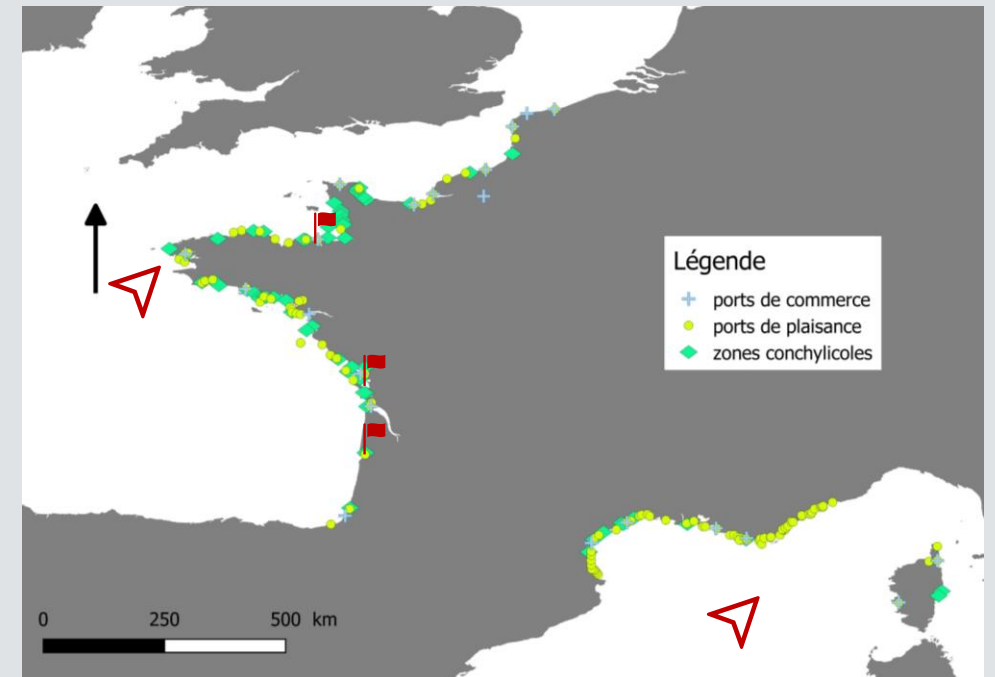 Légende
ports de commerce
ports de plaisance
zones conchylicoles
0 250 500 km